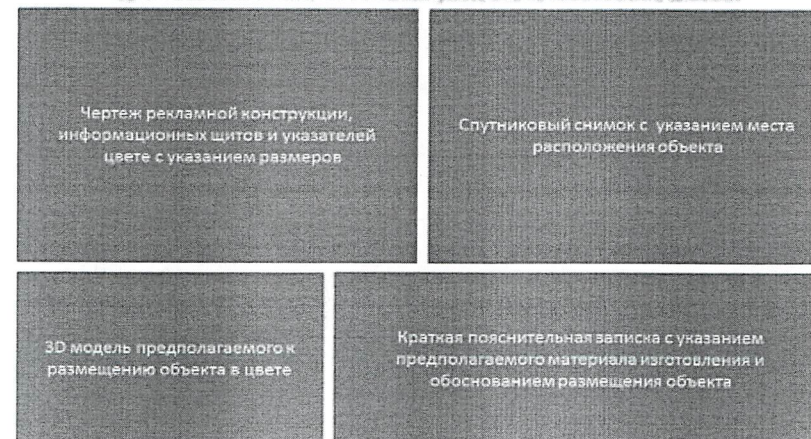 Чертеж рекламной конструкции,
информационных щитов и указателей
цвете с указанием размеров
Спутниковый снимок с указанием места
расположения объекта
3D модель предполагаемого к
размещению объекта в цвете
Краткая пояснительная записка с указанием
предполагаемого материала изготовления и
обоснованием размещения объекта